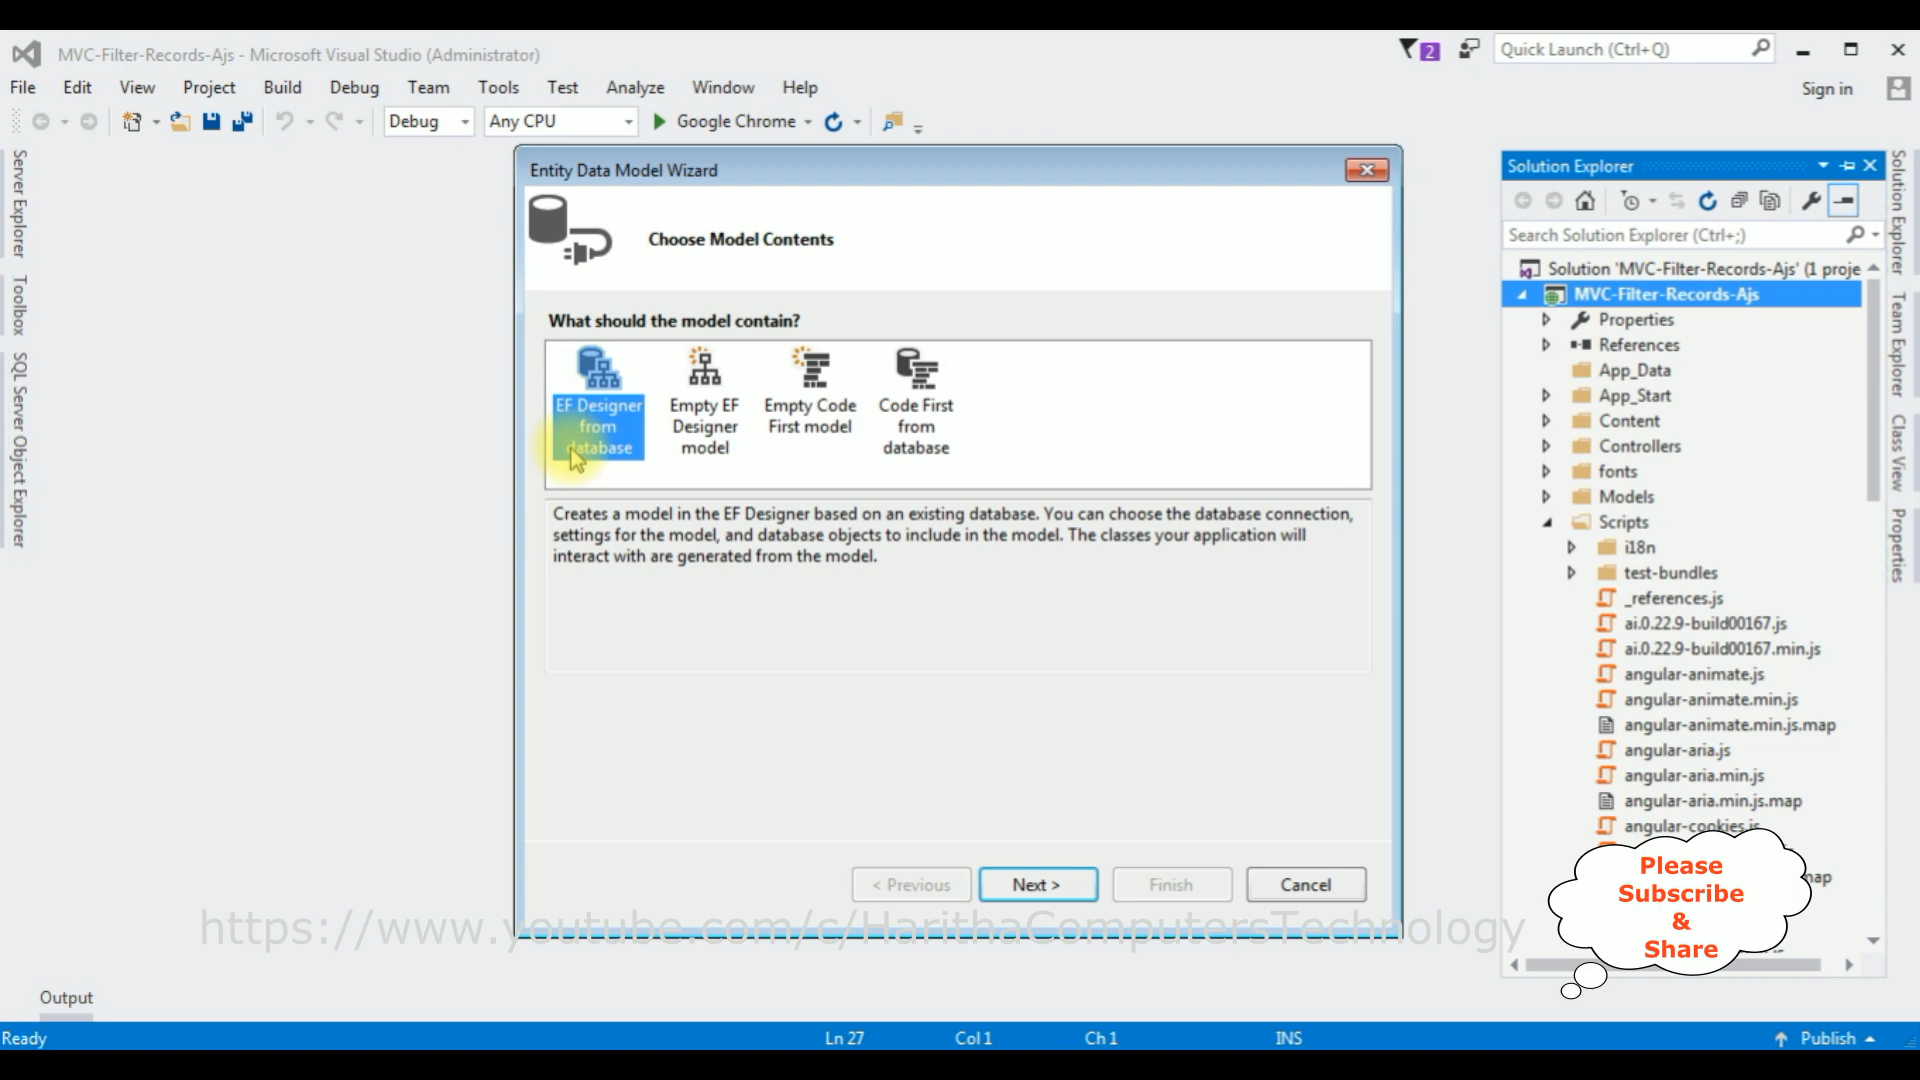 MVC-Filter-Records-Ajs - Microsoft Visual Studio (Administrator)
2
Quick Launch (Ctrl+Q)
File Edit View Project Build Debug Team Tools Test Analyze Window Help
Sign in
Debug
Any CPU
Google Chrome
Server Explorer
Toolbox
SQL Server Object Explorer
Entity Data Model Wizard
Choose Model Contents
What should the model contain?
EF Designer
from
database
Empty EF
Designer
model
Empty Code
First model
Code First
from
database
Creates a model in the EF Designer based on an existing database. You can choose the database connection,
settings for the model, and database objects to include in the model. The classes your application will
interact with are generated from the model.
< Previous
Next >
Finish
Cancel
Solution Explorer
Search Solution Explorer (Ctrl+;)
Solution 'MVC-Filter-Records-Ajs' (1 proje
MVC-Filter-Records-Ajs
Properties
References
App_Data
App_Start
Content
Controllers
fonts
Models
Scripts
i18n
test-bundles
_references.js
ai.0.22.9-build00167.js
ai.0.22.9-build00167.min.js
angular-animate.js
angular-animate.min.js
angular-animate.min.js.map
angular-aria.js
angular-aria.min.js
angular-aria.min.js.map
angular-cookies.js
map
Solution Explorer
Team Explorer
Class View
Properties
Please
Subscribe
&
Share
https://www.youtube.com/c/HarithaComputersTechnology
Output
Ready
Ln 27
Col 1
Ch 1
INS
Publish